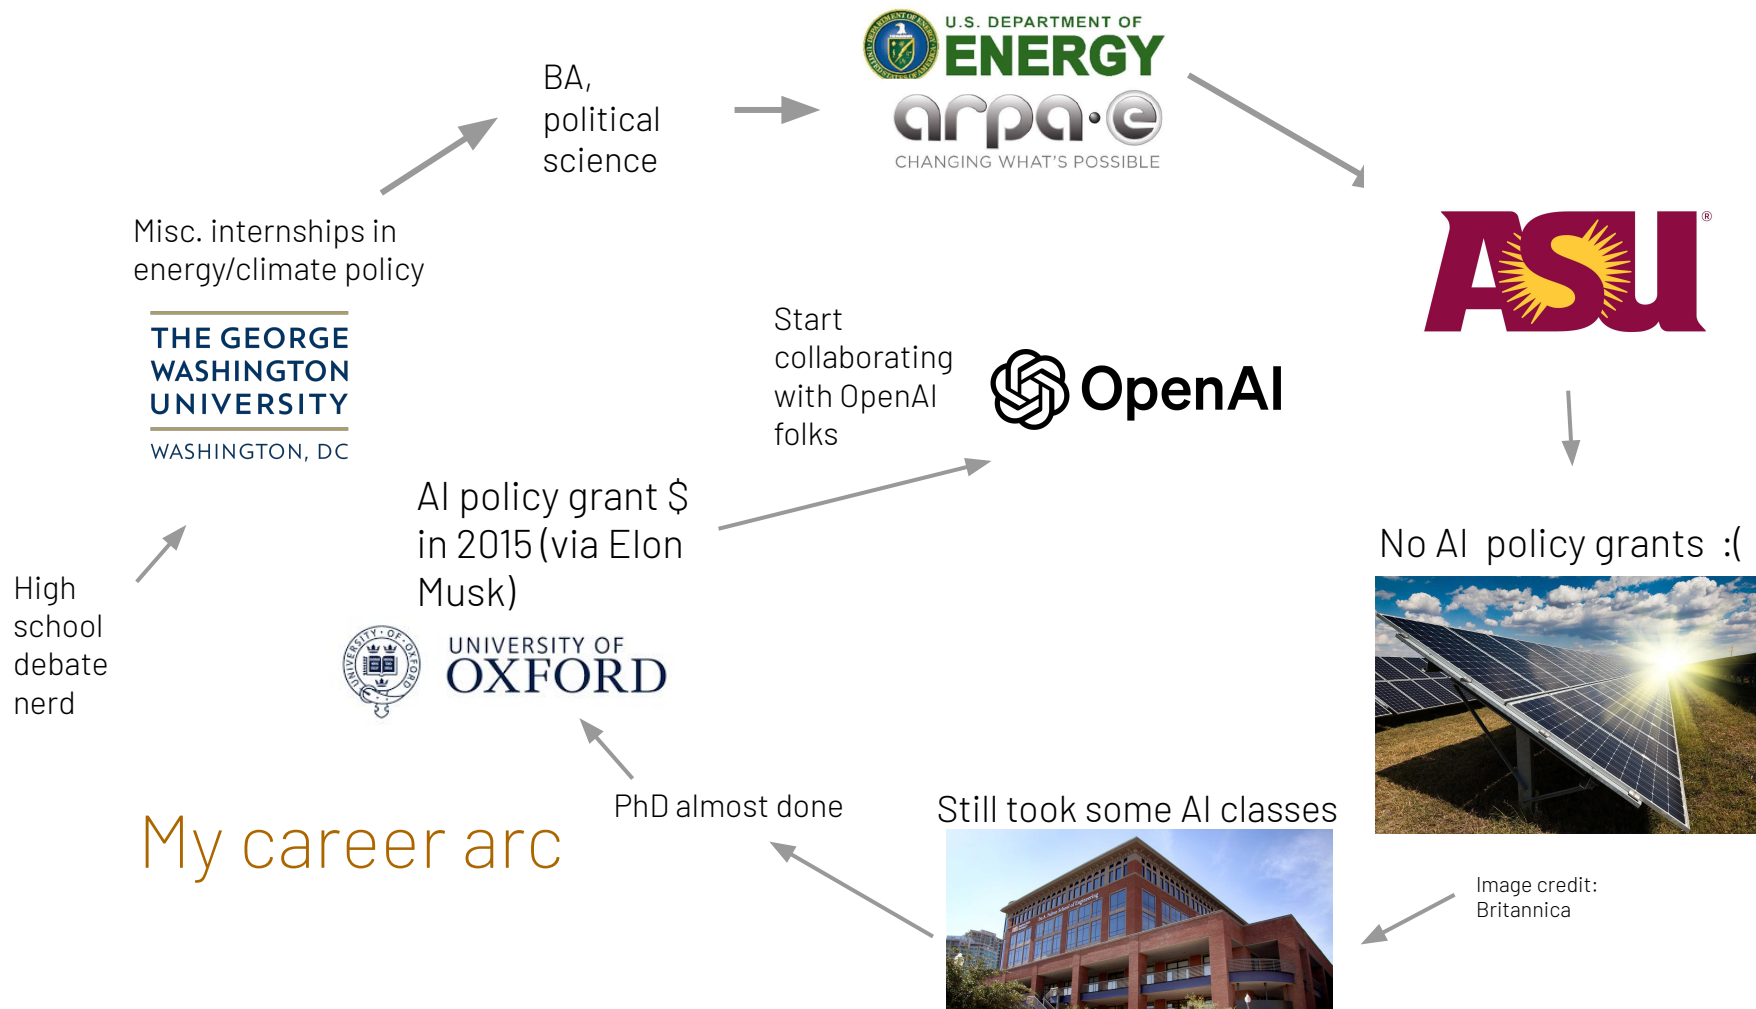 U.S. DEPARTMENT OF
ENERGY
arpa·e
CHANGING WHAT'S POSSIBLE
BA,
political
science
Misc. internships in
energy/climate policy
THE GEORGE
WASHINGTON
UNIVERSITY
WASHINGTON, DC
ASU®
Start
collaborating
with OpenAI
folks
OpenAI
AI policy grant $
in 2015 (via Elon
Musk)
UNIVERSITY OF
OXFORD
High
school
debate
nerd
No AI policy grants :(
PhD almost done
Still took some AI classes
My career arc
Image credit:
Britannica